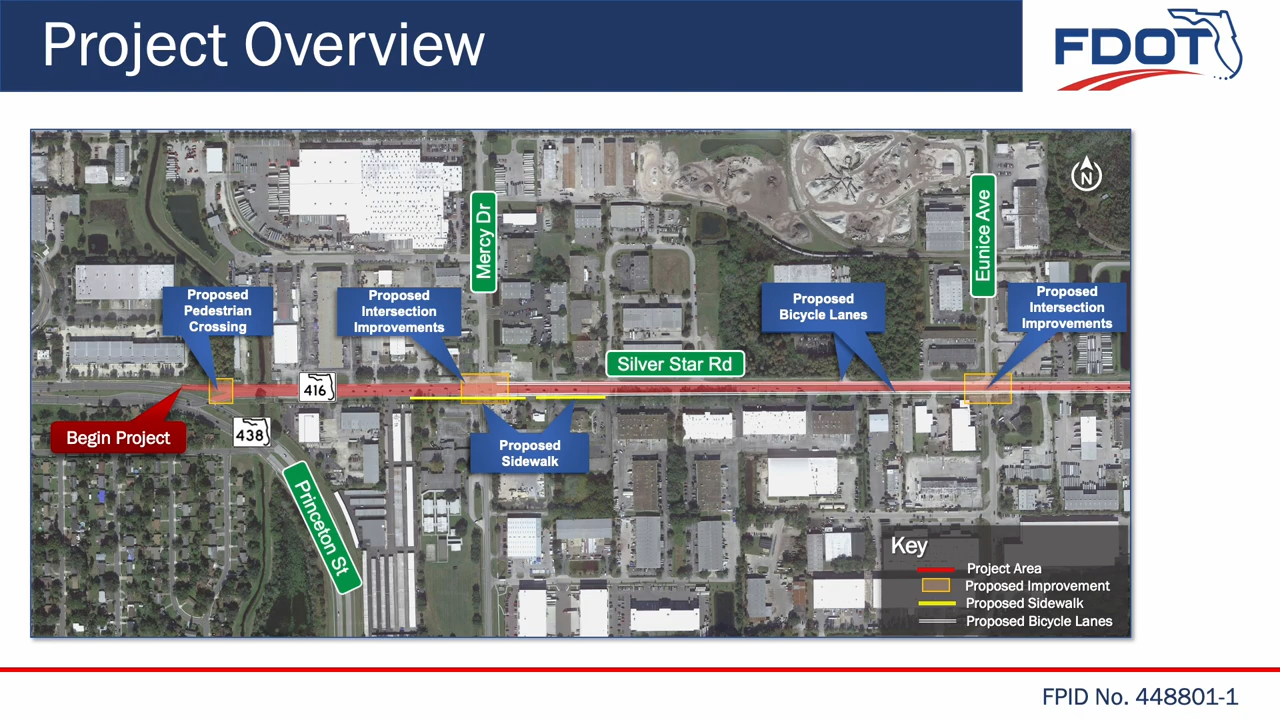 Project Overview
FDOT
N
Mercy Dr
Eunice Ave
Proposed
Pedestrian
Crossing
Proposed
Intersection
Improvements
Proposed
Bicycle Lanes
Proposed
Intersection
Improvements
Silver Star Rd
416
Begin Project
438
Proposed
Sidewalk
Princeton St
Key
Project Area
Proposed Improvement
Proposed Sidewalk
Proposed Bicycle Lanes
FPID No. 448801-1